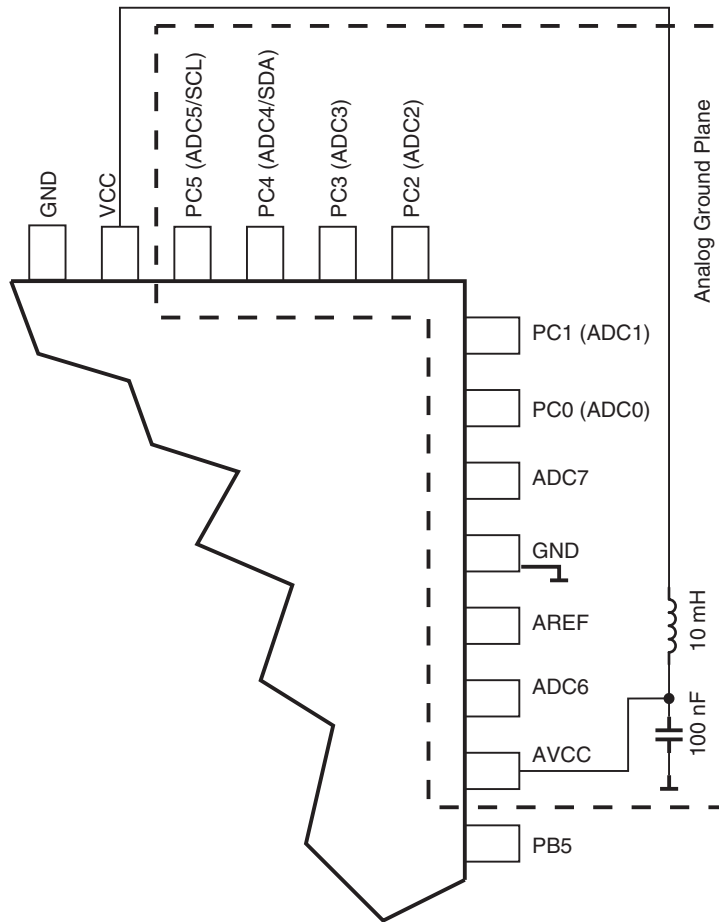 GND
VCC
PC5 (ADC5/SCL)
PC4 (ADC4/SDA)
PC3 (ADC3)
PC2 (ADC2)
Analog Ground Plane
PC1 (ADC1)
PC0 (ADC0)
ADC7
GND
AREF
ADC6
AVCC
PB5
10 mH
100 nF